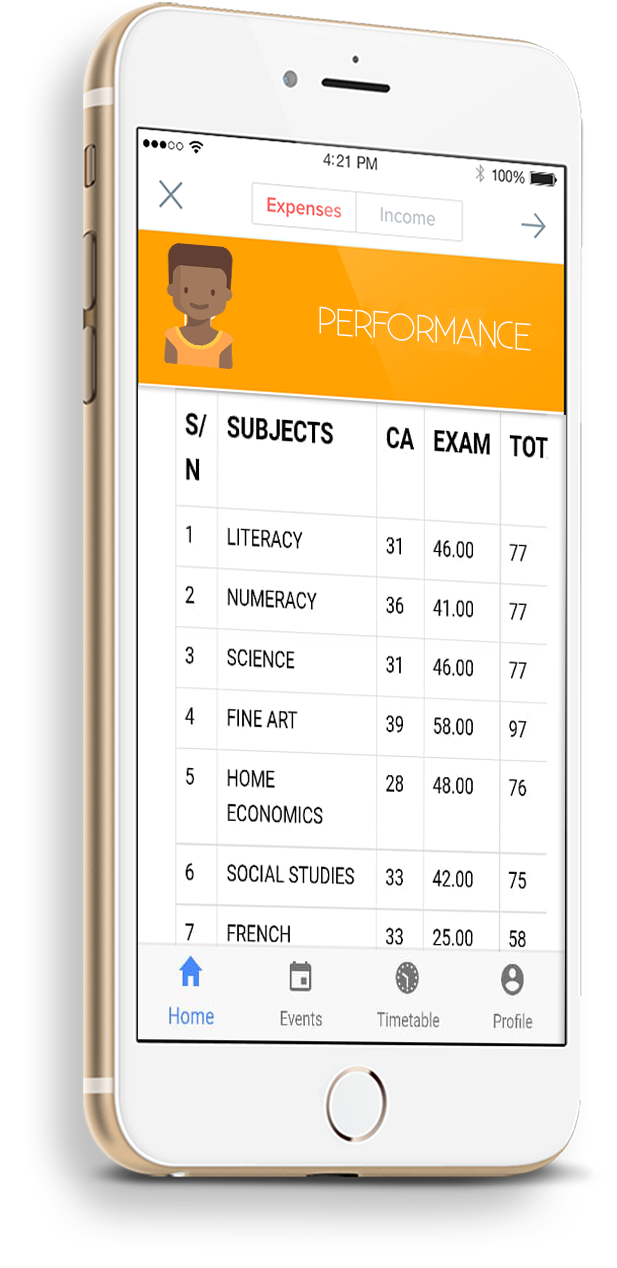 4:21 PM 100%
Expenses Income
PERFORMANCE
S/ SUBJECTS CA EXAM TOT
N
1 LITERACY 31 46.00 77
2 NUMERACY 36 41.00 77
3 SCIENCE 31 46.00 77
4 FINE ART 39 58.00 97
5 HOME 28 48.00 76
ECONOMICS
6 SOCIAL STUDIES 33 42.00 75
7 FRENCH 33 25.00 58
Home Events Timetable Profile